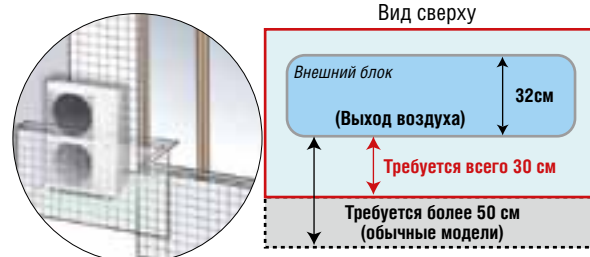 Вид сверху
Внешний блок
32см
(Выход воздуха)
Требуется всего 30 см
Требуется более 50 см
(обычные модели)